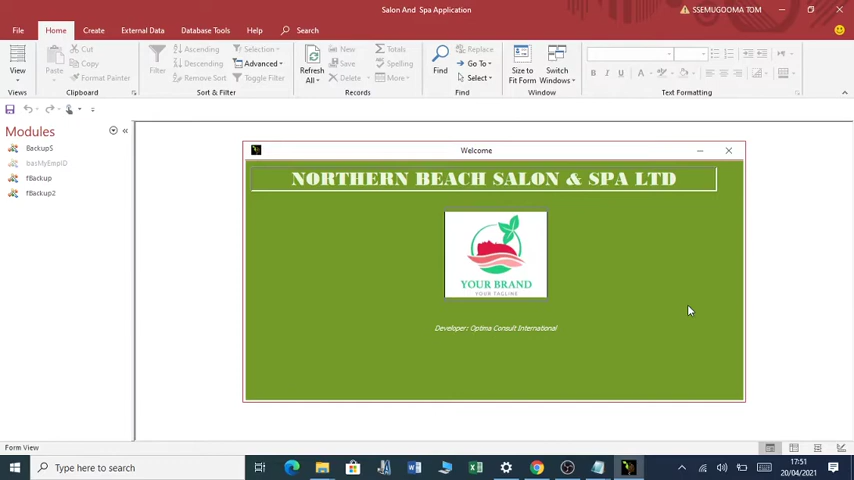 Salon And Spa Application
SSEMUGOOMA TOM
File Home Create External Data Database Tools Help Search
View
Views
Paste
Cut
Copy
Format Painter
Clipboard
Filter
Ascending
Descending
Remove Sort
Selection
Advanced
Toggle Filter
Sort & Filter
Refresh
All
New
Save
Delete
Totals
Spelling
More
Records
Find
Replace
Go To
Select
Find
Size to
Fit Form
Switch
Windows
Window
B I U A
Text Formatting
Modules
BackupS
basMyEmpID
fBackup
fBackup2
Welcome
NORTHERN BEACH SALON & SPA LTD
YOUR BRAND
YOUR TAGLINE
Developer: Optima Consult International
Form View
Type here to search
17:51
20/04/2021